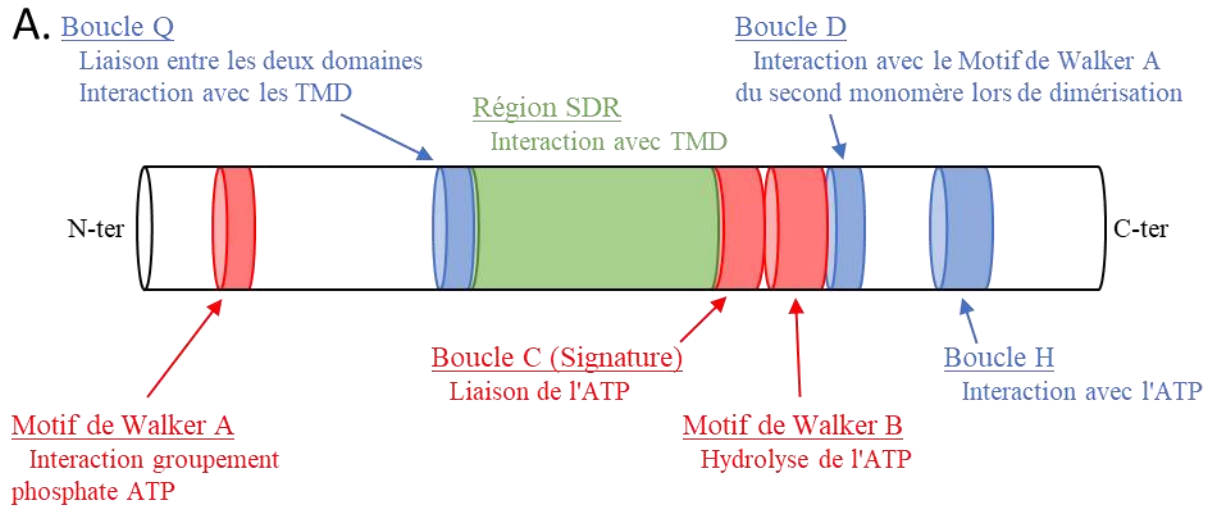 A.
Boucle Q
Liaison entre les deux domaines
Interaction avec les TMD
Boucle D
Interaction avec le Motif de Walker A
du second monomère lors de dimérisation
Région SDR
Interaction avec TMD
N-ter
C-ter
Boucle C (Signature)
Liaison de l'ATP
Boucle H
Interaction avec l'ATP
Motif de Walker A
Interaction groupement
phosphate ATP
Motif de Walker B
Hydrolyse de l'ATP